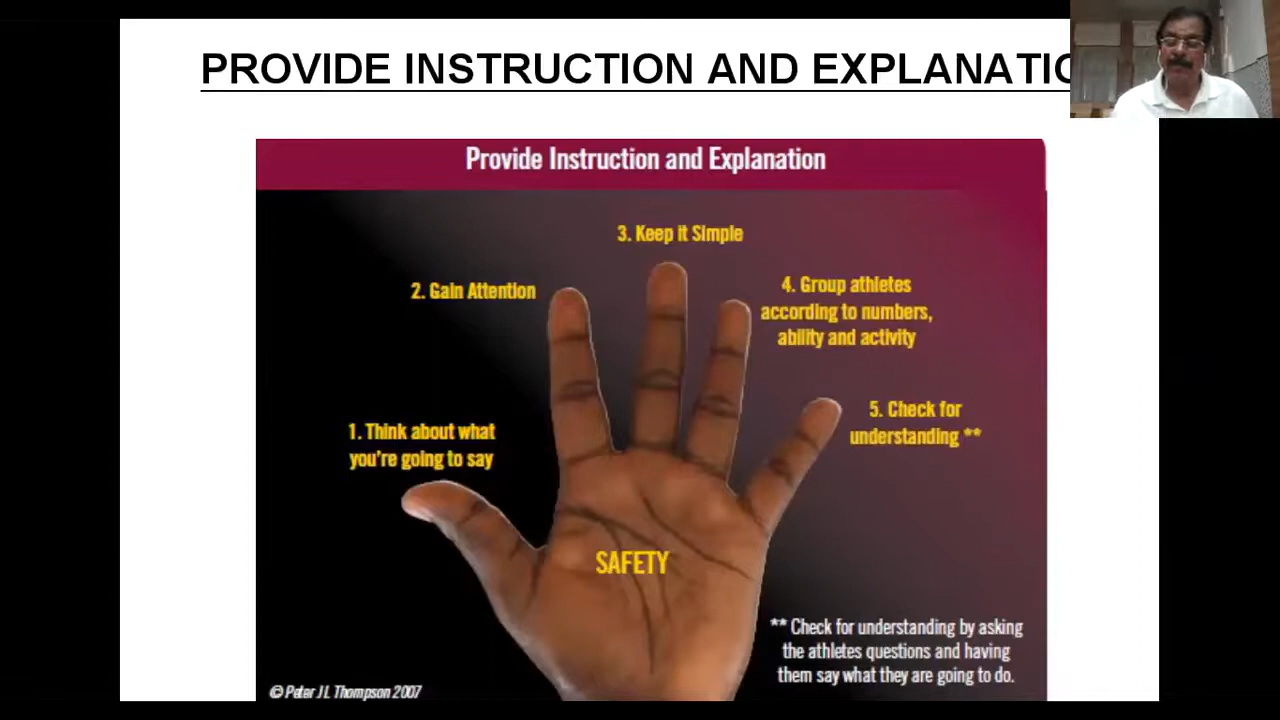 PROVIDE INSTRUCTION AND EXPLANATIO
Provide Instruction and Explanation
3. Keep it Simple
2. Gain Attention
4. Group athletes
according to numbers,
ability and activity
5. Check for
understanding **
1. Think about what
you're going to say
SAFETY
** Check for understanding by asking
the athletes questions and having
them say what they are going to do.
© Peter J L Thompson 2007